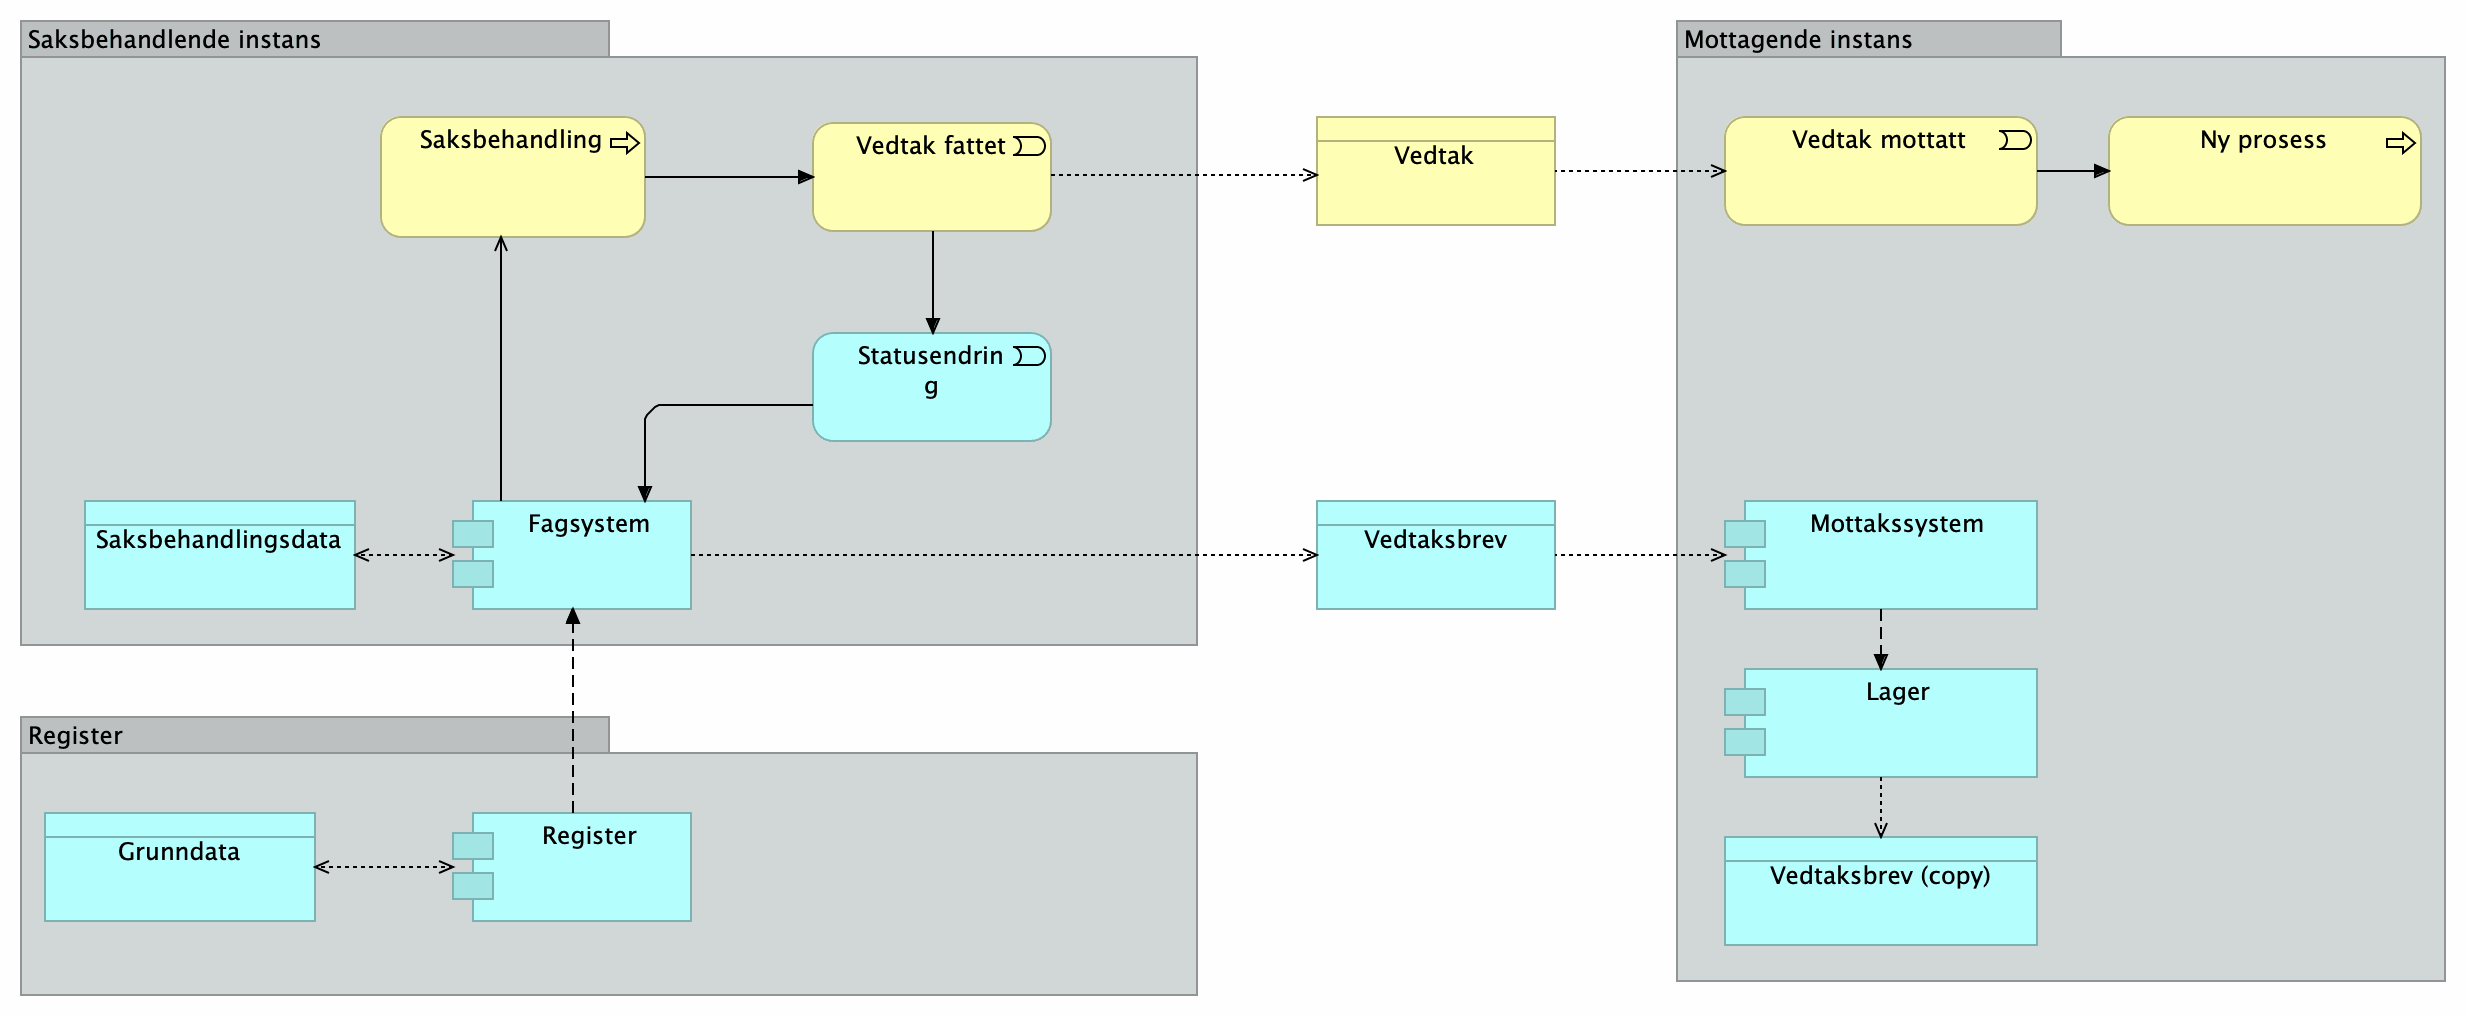 Saksbehandlende instans
Mottagende instans
Saksbehandling
Vedtak fattet
Vedtak
Vedtak mottatt
Ny prosess
Statusendrin
g
Saksbehandlingsdata
Fagsystem
Vedtaksbrev
Mottakssystem
Lager
Register
Grunndata
Register
Vedtaksbrev (copy)